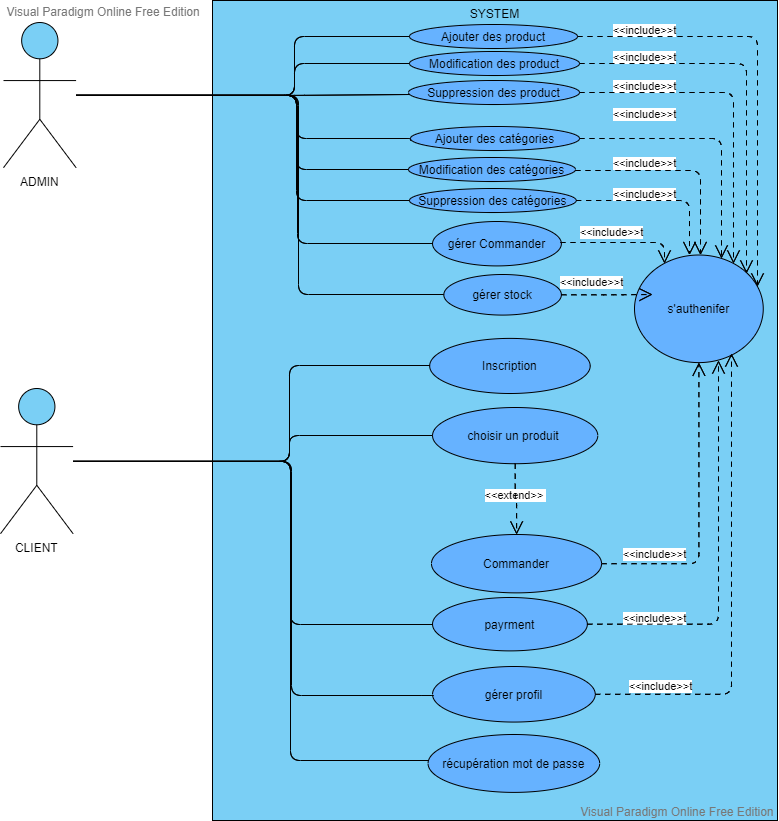 Visual Paradigm Online Free Edition
SYSTEM
Ajouter des product
<<include>>t
Modification des product
<<include>>t
Suppression des product
<<include>>t
<<include>>t
Ajouter des catégories
Modification des catégories
<<include>>t
Suppression des catégories
<<include>>t
ADMIN
gérer Commander
<<include>>t
gérer stock
<<include>>t
s'authenifer
Inscription
choisir un produit
<<extend>>
CLIENT
Commander
<<include>>t
payrment
<<include>>t
gérer profil
<<include>>t
récupération mot de passe
Visual Paradigm Online Free Edition